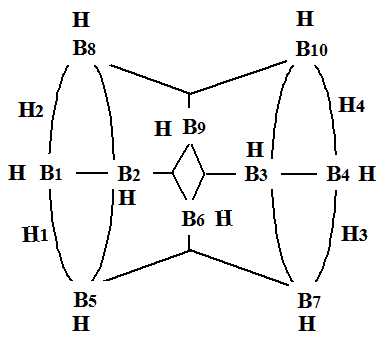 H H
B8 B10
H2 H4
H B9
H B1 B2 B3 B4 H
H
H
B6 H
H1 H3
B5 B7
H H